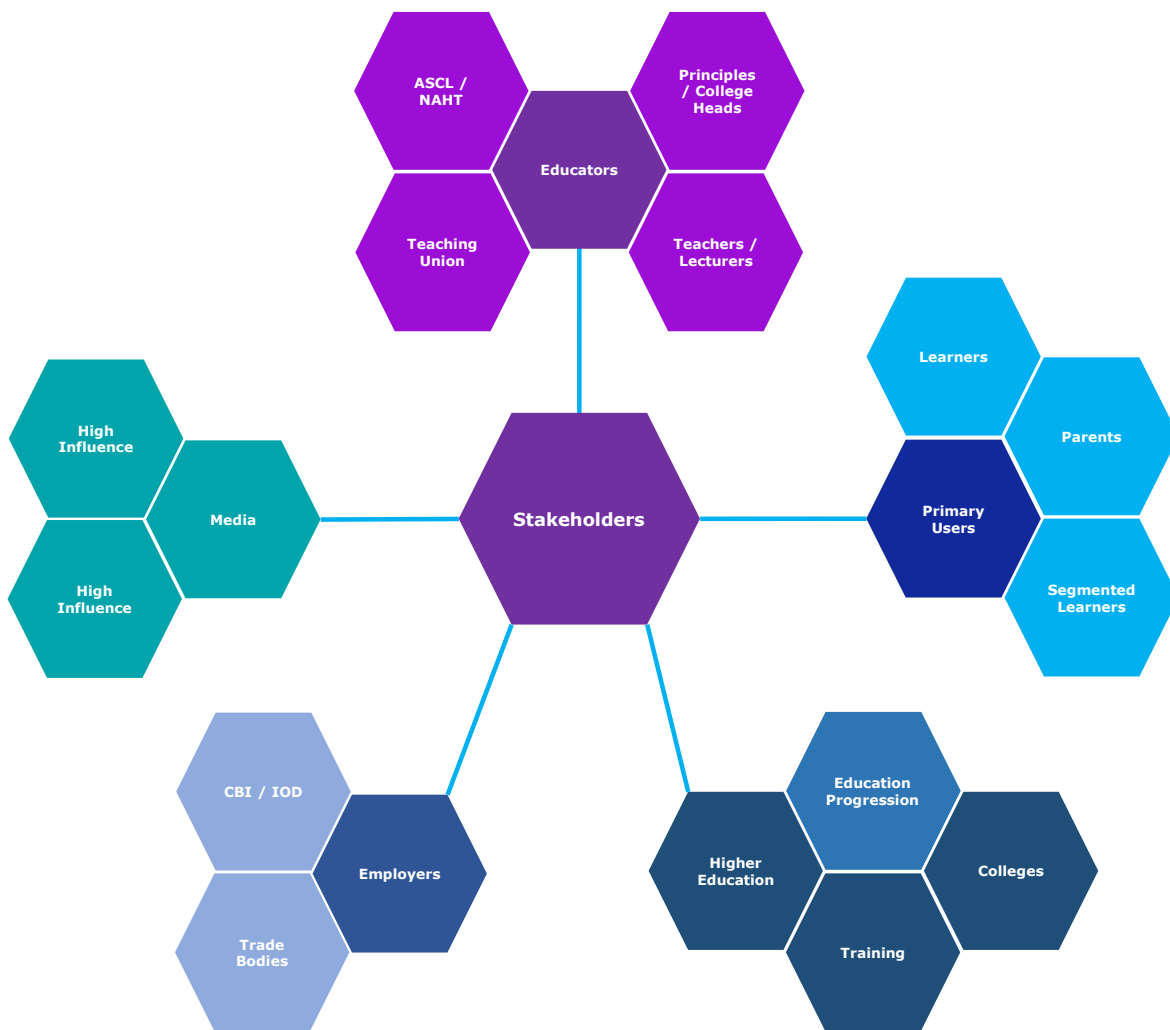 ASCL /
NAHT
Principles
/ College
Heads
Educators
Teaching
Union
Teachers /
Lecturers
Learners
Parents
Primary
Users
Segmented
Learners
High
Influence
Media
High
Influence
Stakeholders
CBI / IOD
Employers
Trade
Bodies
Education
Progression
Higher
Education
Colleges
Training